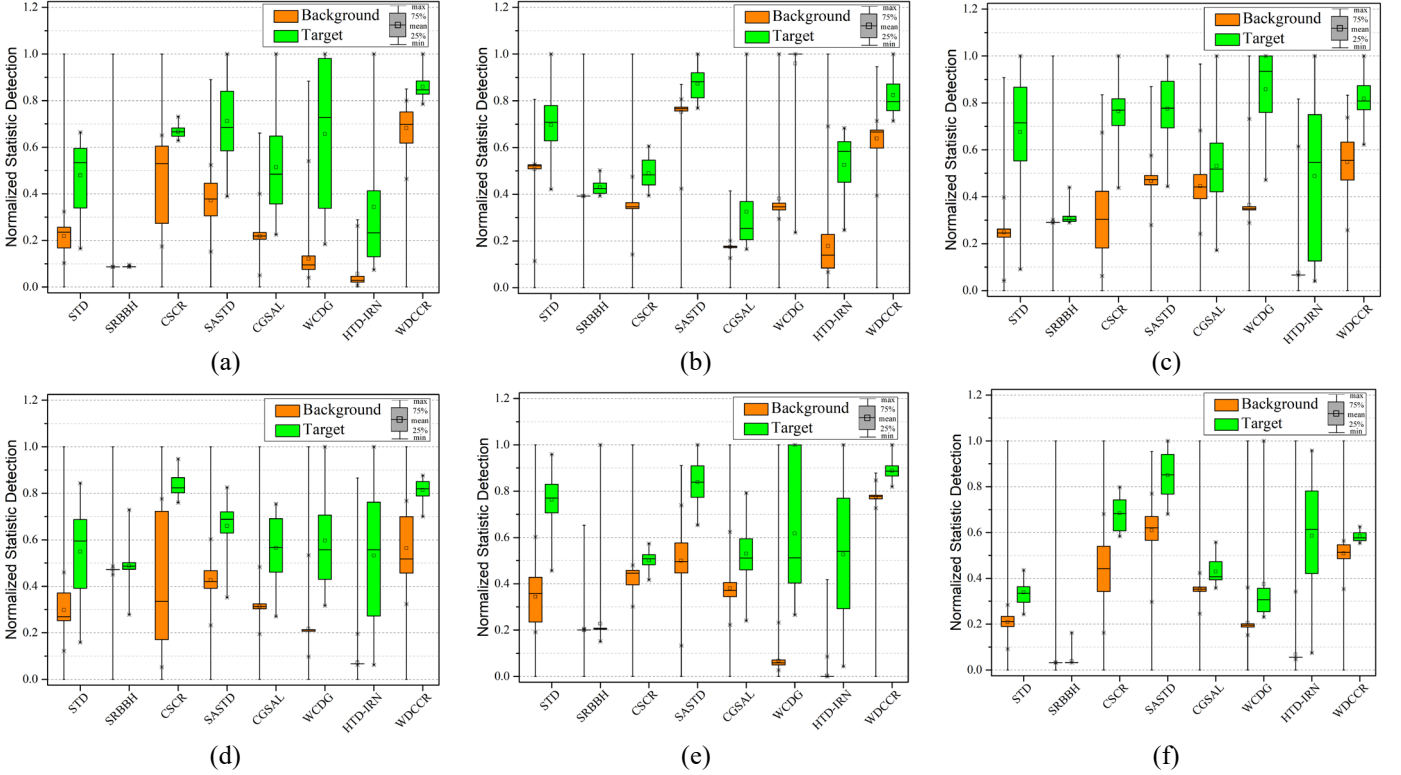 Background
Target
max
75%
mean
25%
min
Normalized Statistic Detection
1.2
1.0
0.8
0.6
0.4
0.2
0.0
STD
SRBBH
CSCR
SASTD
CGSAL
WCDG
HTD-IRN
WDCCR
(a)
Background
Target
max
75%
mean
25%
min
Normalized Statistic Detection
1.2
1.0
0.8
0.6
0.4
0.2
0.0
STD
SRBBH
CSCR
SASTD
CGSAL
WCDG
HTD-IRN
WDCCR
(b)
Background
Target
max
75%
mean
25%
min
Normalized Statistic Detection
1.2
1.0
0.8
0.6
0.4
0.2
0.0
STD
SRBBH
CSCR
SASTD
CGSAL
WCDG
HTD-IRN
WDCCR
(c)
Background
Target
max
75%
mean
25%
min
Normalized Statistic Detection
1.2
1.0
0.8
0.6
0.4
0.2
0.0
STD
SRBBH
CSCR
SASTD
CGSAL
WCDG
HTD-IRN
WDCCR
(d)
Background
Target
max
75%
mean
25%
min
Normalized Statistic Detection
1.2
1.0
0.8
0.6
0.4
0.2
0.0
STD
SRBBH
CSCR
SASTD
CGSAL
WCDG
HTD-IRN
WDCCR
(e)
Background
Target
max
75%
mean
25%
min
Normalized Statistic Detection
1.2
1.0
0.8
0.6
0.4
0.2
0.0
STD
SRBBH
CSCR
SASTD
CGSAL
WCDG
HTD-IRN
WDCCR
(f)